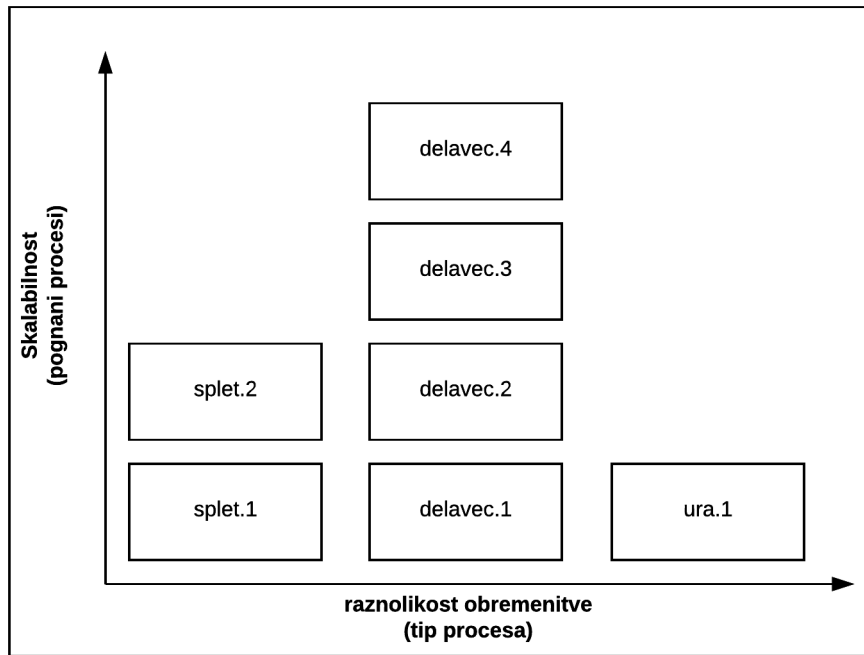 Skalabilnost
(pognani procesi)
delavec.4
delavec.3
splet.2
delavec.2
splet.1
delavec.1
ura.1
raznolikost obremenitve
(tip procesa)